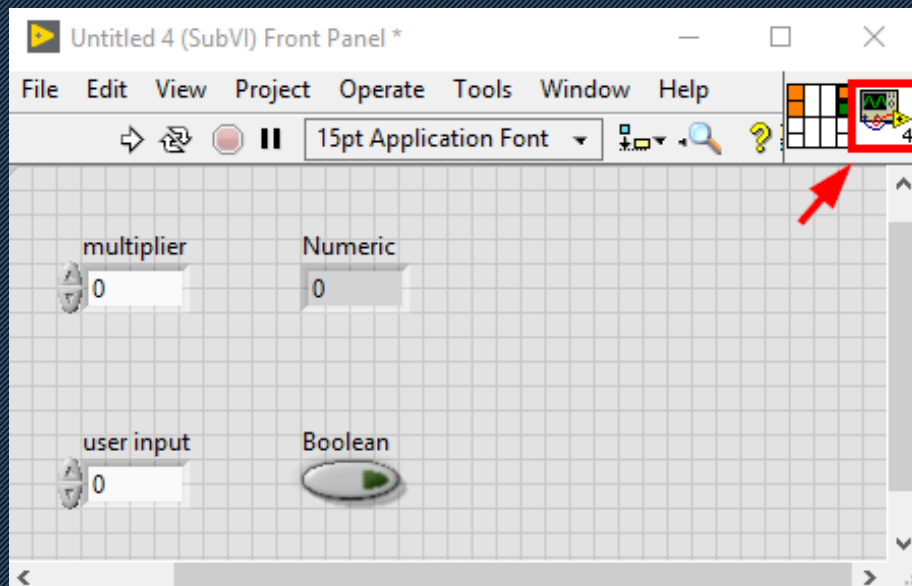 Untitled 4 (SubVI) Front Panel *
File Edit View Project Operate Tools Window Help
15pt Application Font
?
4
multiplier Numeric
0 0
user input Boolean
0